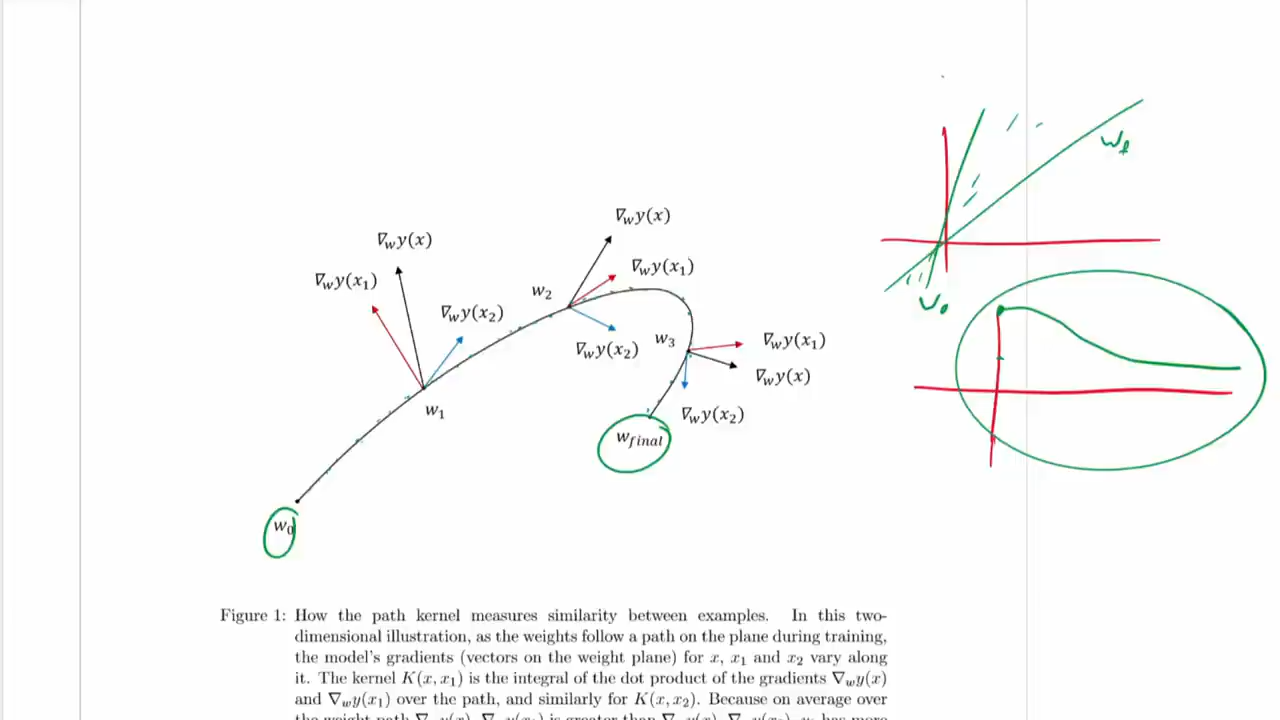 ∇wy(x)
∇wy(x)
∇wy(x₁)
∇wy(x₁)
w₂
∇wy(x₂)
∇wy(x₂)
w₃
∇wy(x₁)
∇wy(x)
w₁
∇wy(x₂)
w_final
w₀
w_f
Figure 1: How the path kernel measures similarity between examples. In this two-
dimensional illustration, as the weights follow a path on the plane during training,
the model's gradients (vectors on the weight plane) for x, x₁ and x₂ vary along
it. The kernel K(x, x₁) is the integral of the dot product of the gradients ∇wy(x)
and ∇wy(x₁) over the path, and similarly for K(x, x₂). Because on average over